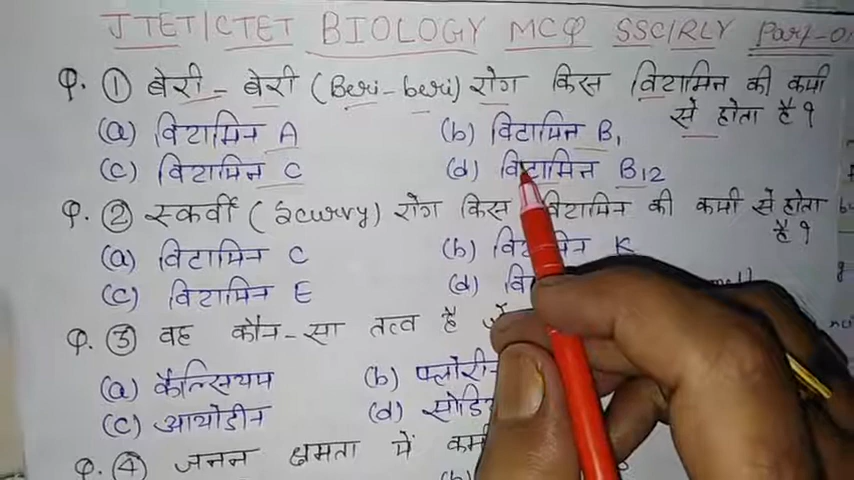 JTET/CTET BIOLOGY MCQ SSC/RLY Part-01
Q. ① बेरी - बेरी (Beri-beri) रोग किस विटामिन की कमी
से होता है?
(a) विटामिन A (b) विटामिन B₁
(c) विटामिन C (d) विटामिन B12
Q. ② स्कर्वी (Scurvy) रोग किस विटामिन की कमी से होता
है?
(a) विटामिन C (b) विटामिन K
(c) विटामिन E (d)
Q. ③ वह कौन-सा तत्व है
(a) कैल्सियम (b)
(c) आयोडीन (d)
Q. ④ जनन क्षमता में कमी